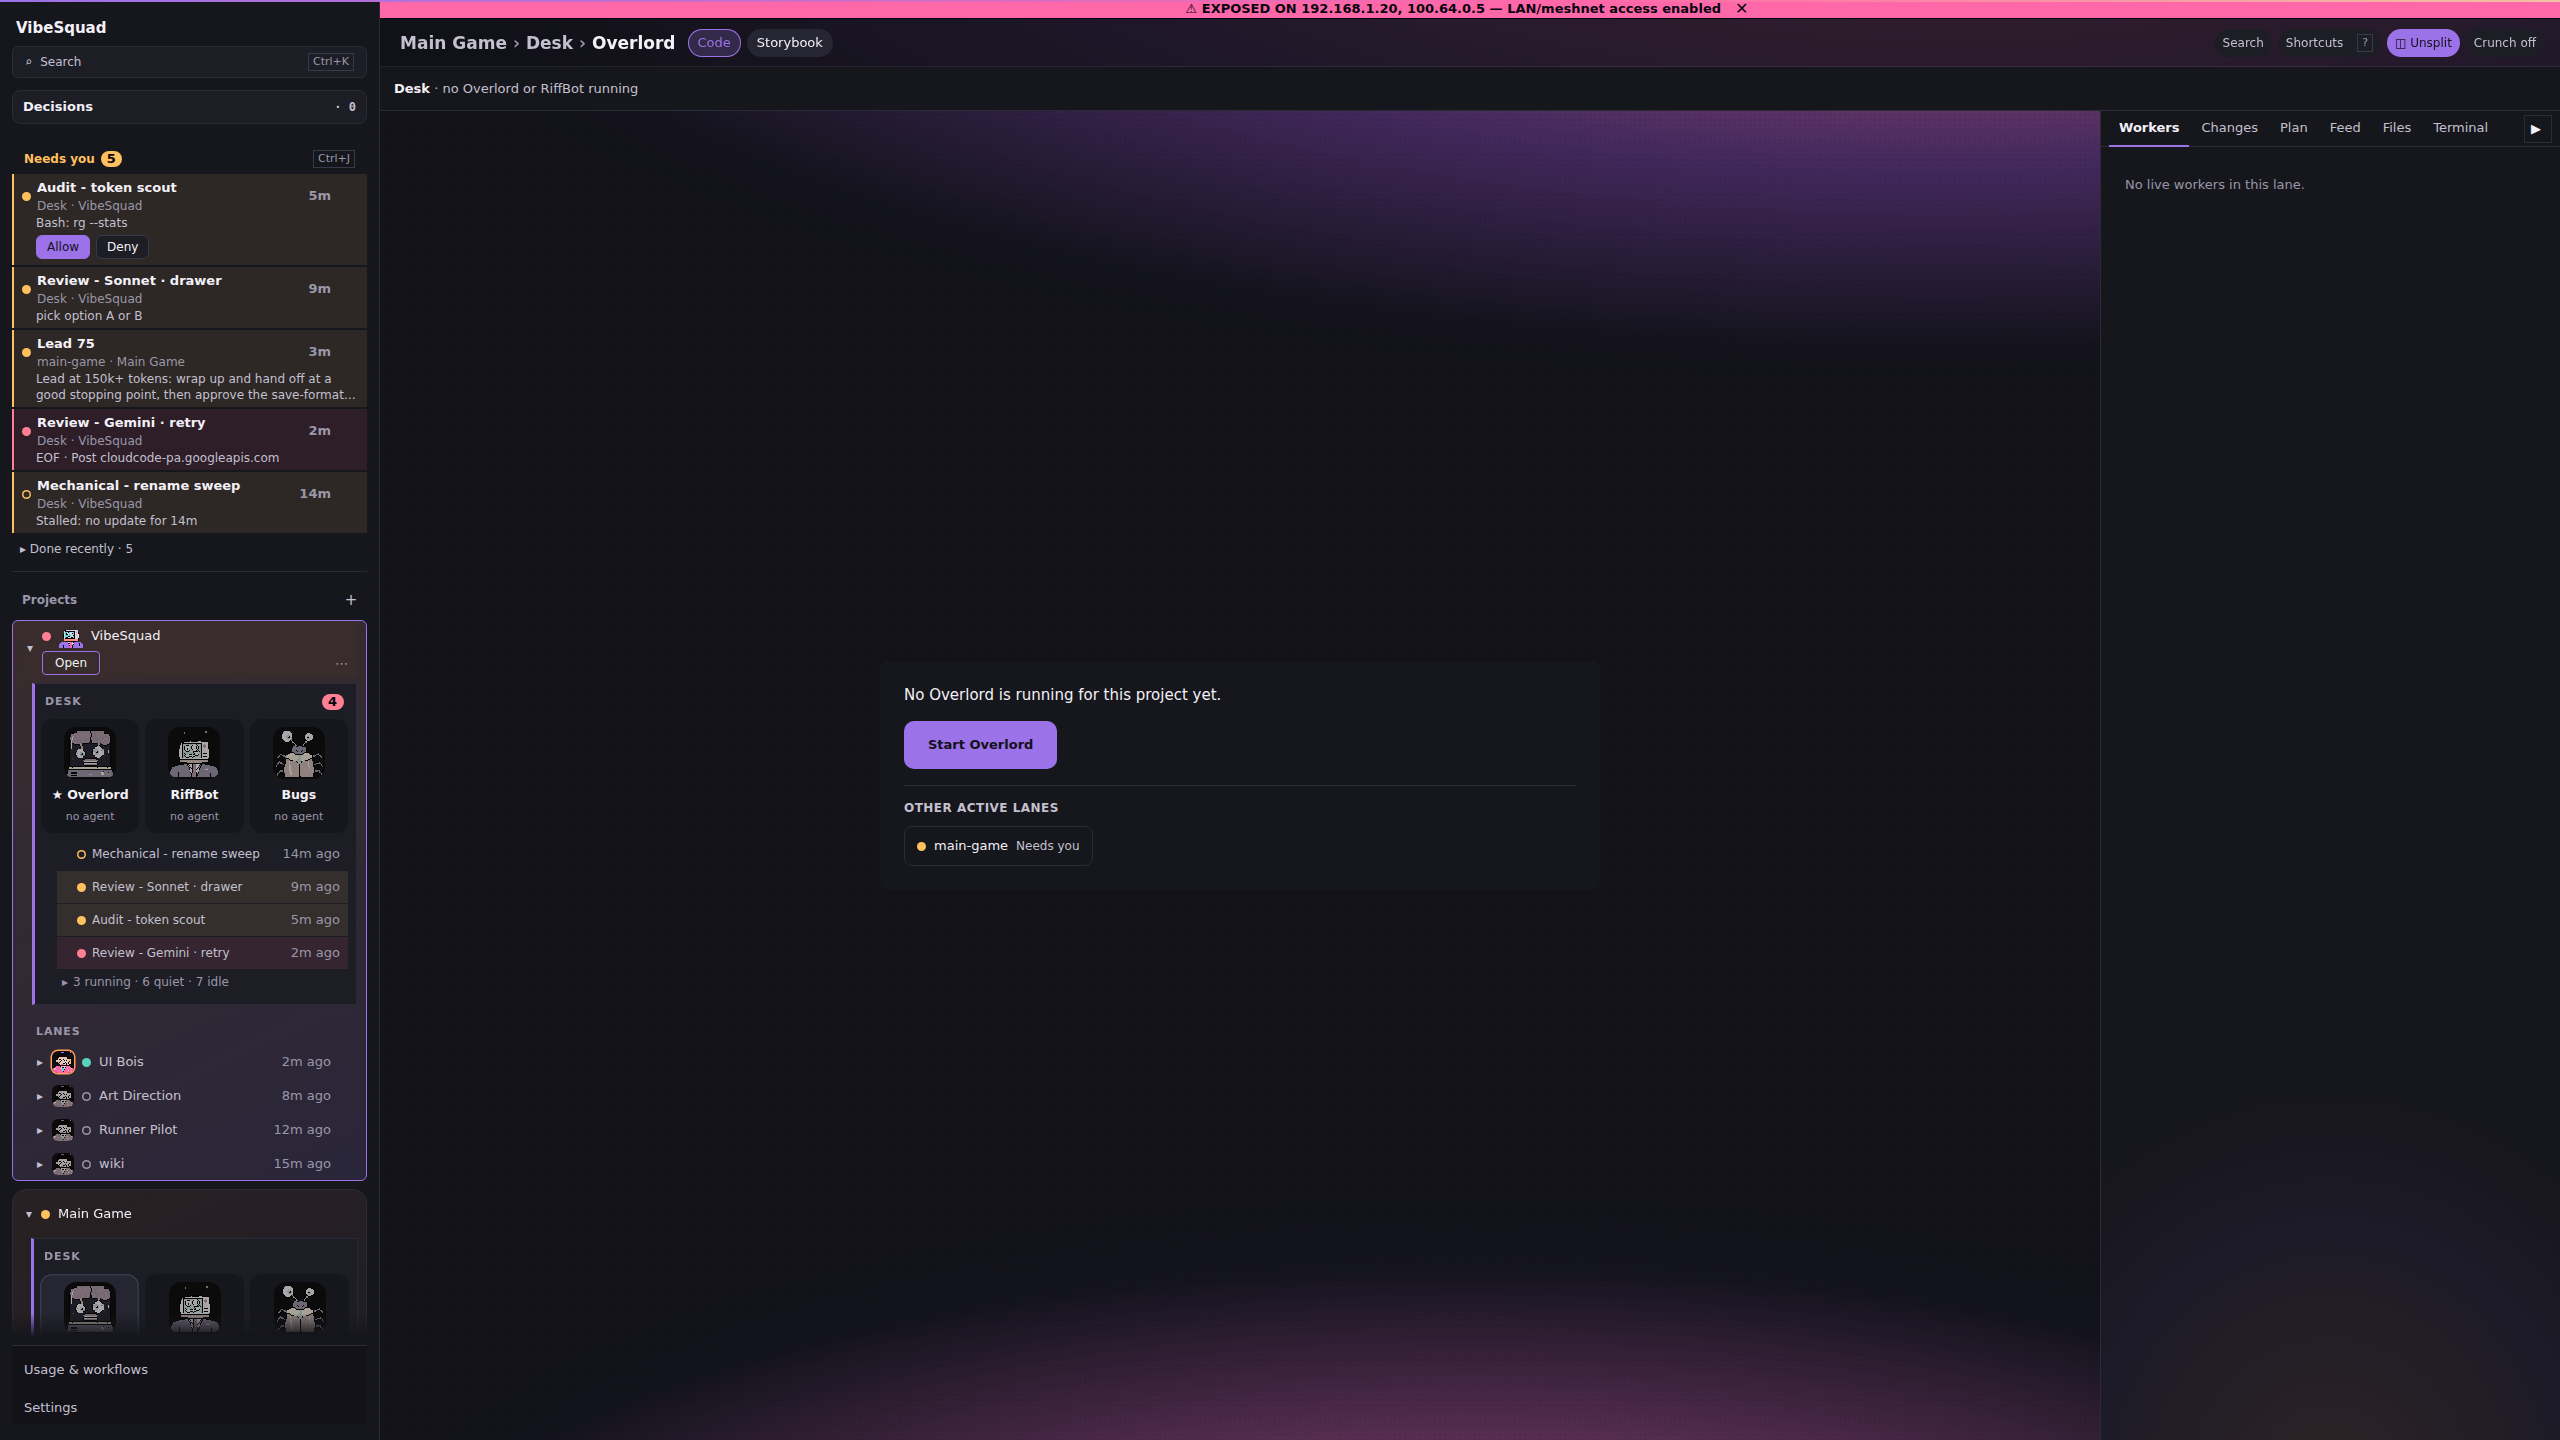 VibeSquad
Search Ctrl+K
Decisions · 0
Needs you 5 Ctrl+J
Audit - token scout 5m
Desk · VibeSquad
Bash: rg --stats
Allow Deny
Review - Sonnet · drawer 9m
Desk · VibeSquad
pick option A or B
Lead 75 3m
main-game · Main Game
Lead at 150k+ tokens: wrap up and hand off at a
good stopping point, then approve the save-format…
Review - Gemini · retry 2m
Desk · VibeSquad
EOF · Post cloudcode-pa.googleapis.com
Mechanical - rename sweep 14m
Desk · VibeSquad
Stalled: no update for 14m
▸ Done recently · 5
Projects +
▾ VibeSquad
Open ...
DESK 4
★ Overlord RiffBot Bugs
no agent no agent no agent
Mechanical - rename sweep 14m ago
Review - Sonnet · drawer 9m ago
Audit - token scout 5m ago
Review - Gemini · retry 2m ago
▸ 3 running · 6 quiet · 7 idle
LANES
▸ UI Bois 2m ago
▸ Art Direction 8m ago
▸ Runner Pilot 12m ago
▸ wiki 15m ago
▾ Main Game
DESK
Usage & workflows
Settings
⚠ EXPOSED ON 192.168.1.20, 100.64.0.5 — LAN/meshnet access enabled ✕
Main Game › Desk › Overlord Code Storybook
Search Shortcuts ? Unsplit Crunch off
Desk · no Overlord or RiffBot running
No Overlord is running for this project yet.
Start Overlord
OTHER ACTIVE LANES
main-game Needs you
Workers Changes Plan Feed Files Terminal ▶
No live workers in this lane.